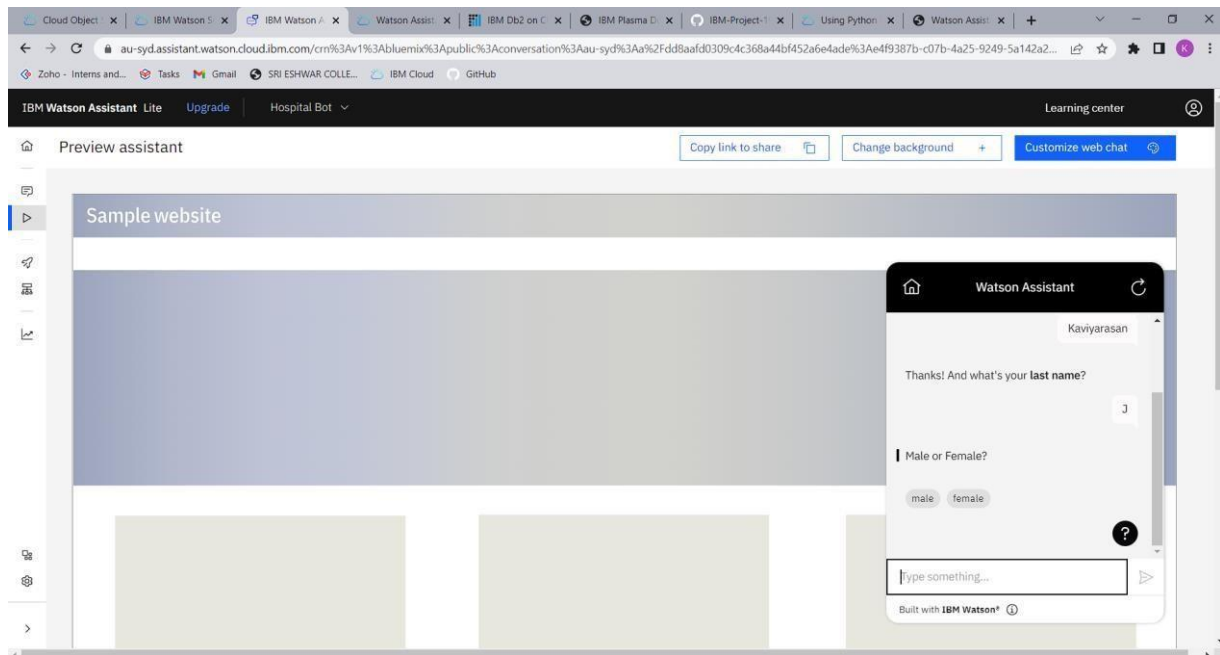 Cloud Object
IBM Watson S
IBM Watson A
Watson Assist
IBM Db2 on C
IBM Plasma D
IBM-Project-1
Using Python
Watson Assist
au-syd.assistant.watson.cloud.ibm.com/crn%3Av1%3Abluemix%3Apublic%3Aconversation%3Aau-syd%3Aa%2Fdd8aafd0309c4c368a44bf452a6e4ade%3Ae4f9387b-c07b-4a25-9249-5a142a2...
K
Zoho - Interns and... Tasks Gmail SRI ESHWAR COLLE... IBM Cloud GitHub
IBM Watson Assistant Lite Upgrade Hospital Bot Learning center
Preview assistant Copy link to share Change background + Customize web chat
Sample website
Watson Assistant
Kaviyarasan
Thanks! And what's your last name?
J
Male or Female?
male female
?
Type something...
Built with IBM Watson®